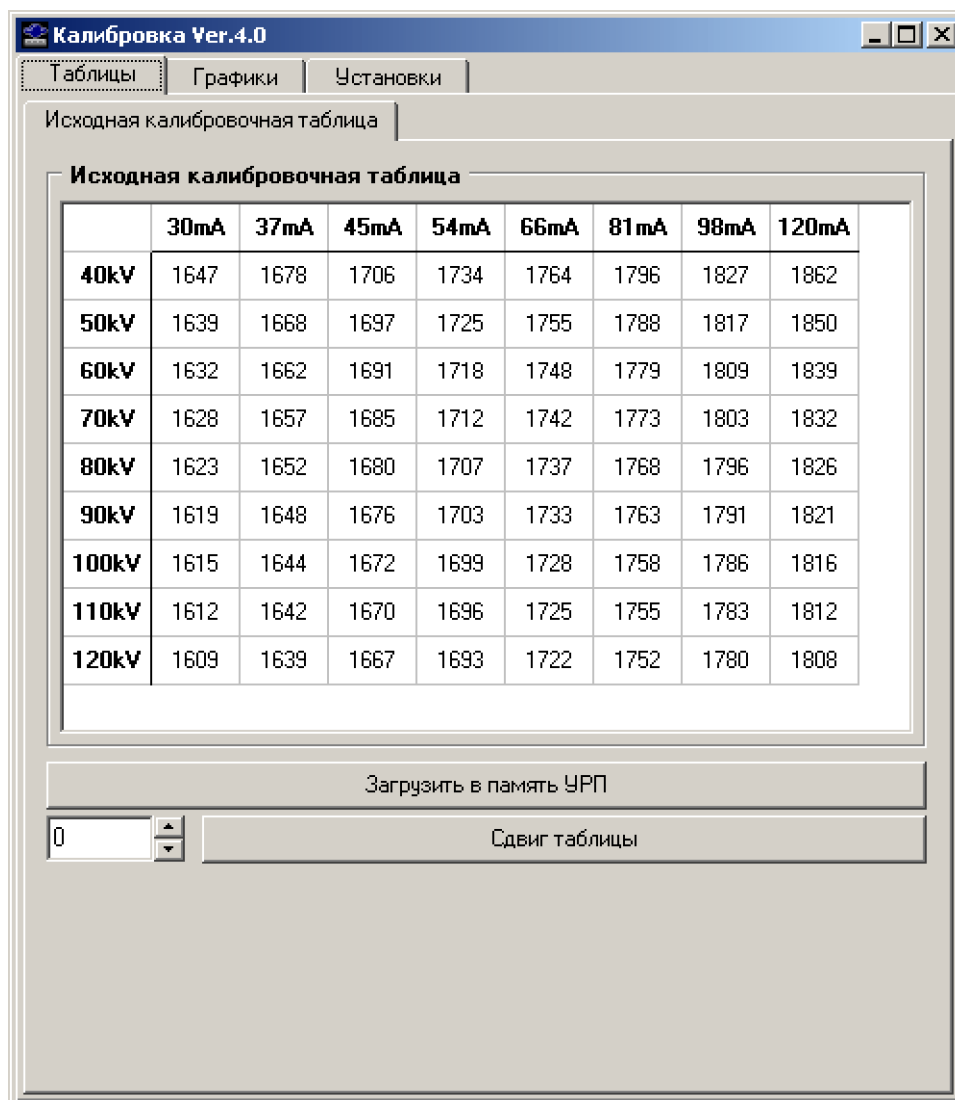 Калибровка Ver.4.0
Таблицы Графики Установки
Исходная калибровочная таблица
Исходная калибровочная таблица
30mA 37mA 45mA 54mA 66mA 81mA 98mA 120mA
40kV 1647 1678 1706 1734 1764 1796 1827 1862
50kV 1639 1668 1697 1725 1755 1788 1817 1850
60kV 1632 1662 1691 1718 1748 1779 1809 1839
70kV 1628 1657 1685 1712 1742 1773 1803 1832
80kV 1623 1652 1680 1707 1737 1768 1796 1826
90kV 1619 1648 1676 1703 1733 1763 1791 1821
100kV 1615 1644 1672 1699 1728 1758 1786 1816
110kV 1612 1642 1670 1696 1725 1755 1783 1812
120kV 1609 1639 1667 1693 1722 1752 1780 1808
Загрузить в память УРП
0 Сдвиг таблицы